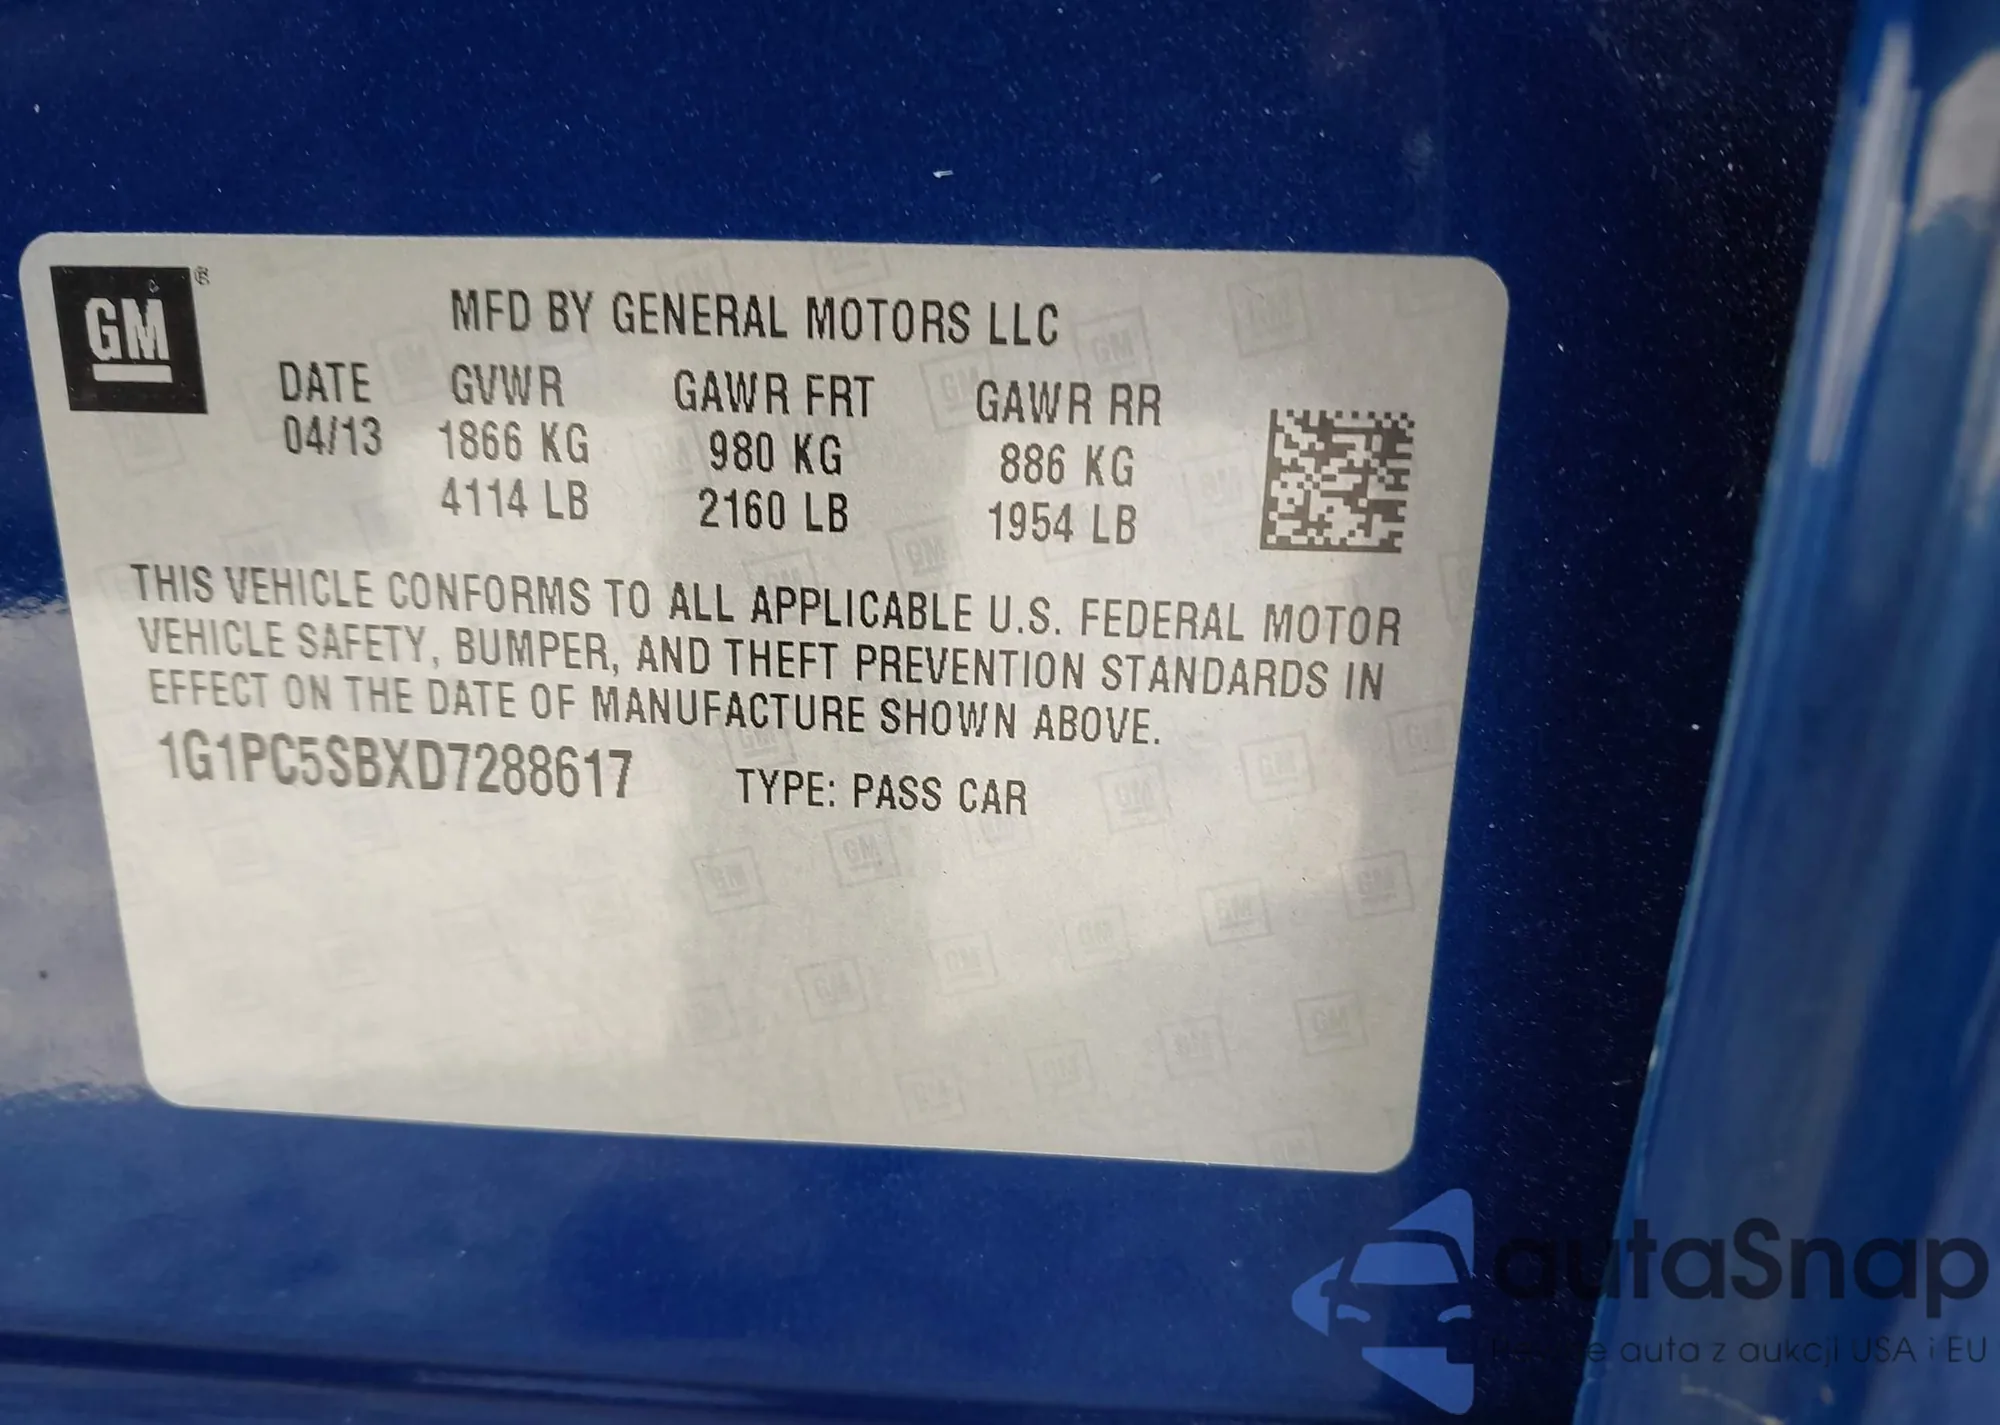 GM ®
MFD BY GENERAL MOTORS LLC
DATE GVWR GAWR FRT GAWR RR
04/13 1866 KG 980 KG 886 KG
4114 LB 2160 LB 1954 LB
THIS VEHICLE CONFORMS TO ALL APPLICABLE U.S. FEDERAL MOTOR
VEHICLE SAFETY, BUMPER, AND THEFT PREVENTION STANDARDS IN
EFFECT ON THE DATE OF MANUFACTURE SHOWN ABOVE.
1G1PC5SBXD7288617 TYPE: PASS CAR
autaSnap
auta z aukcji USA i EU